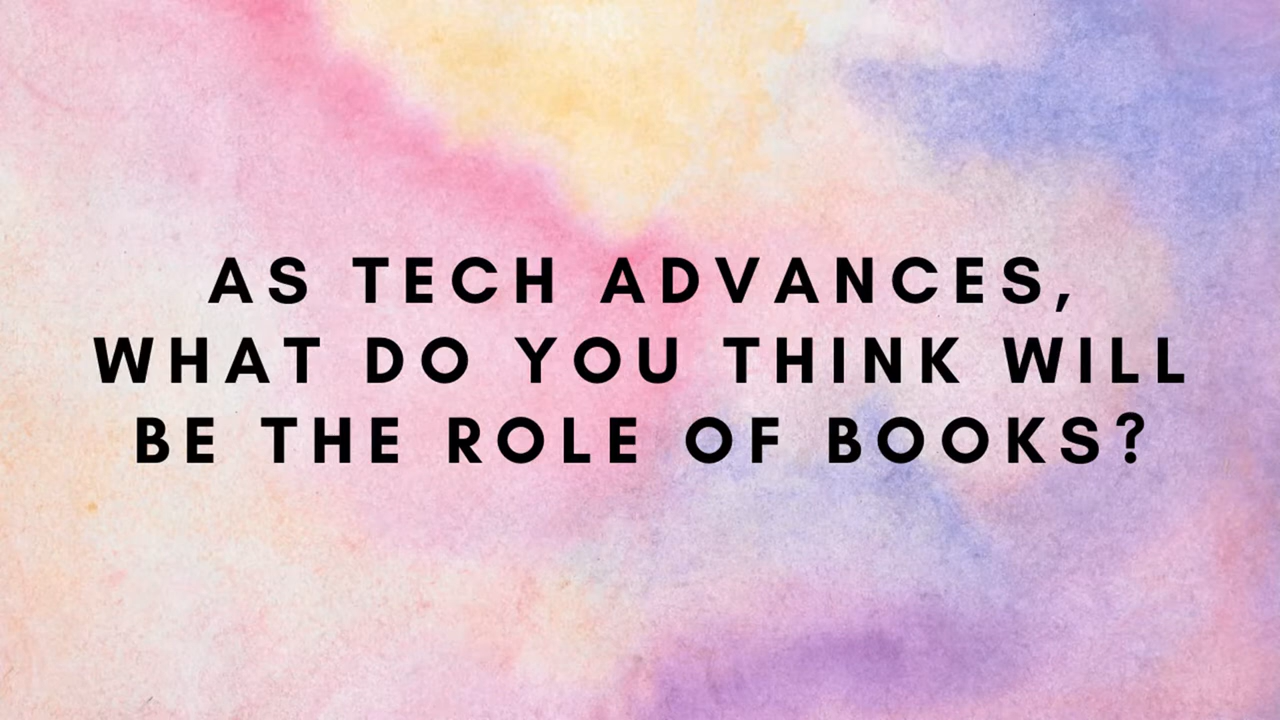 AS TECH ADVANCES,
WHAT DO YOU THINK WILL
BE THE ROLE OF BOOKS?